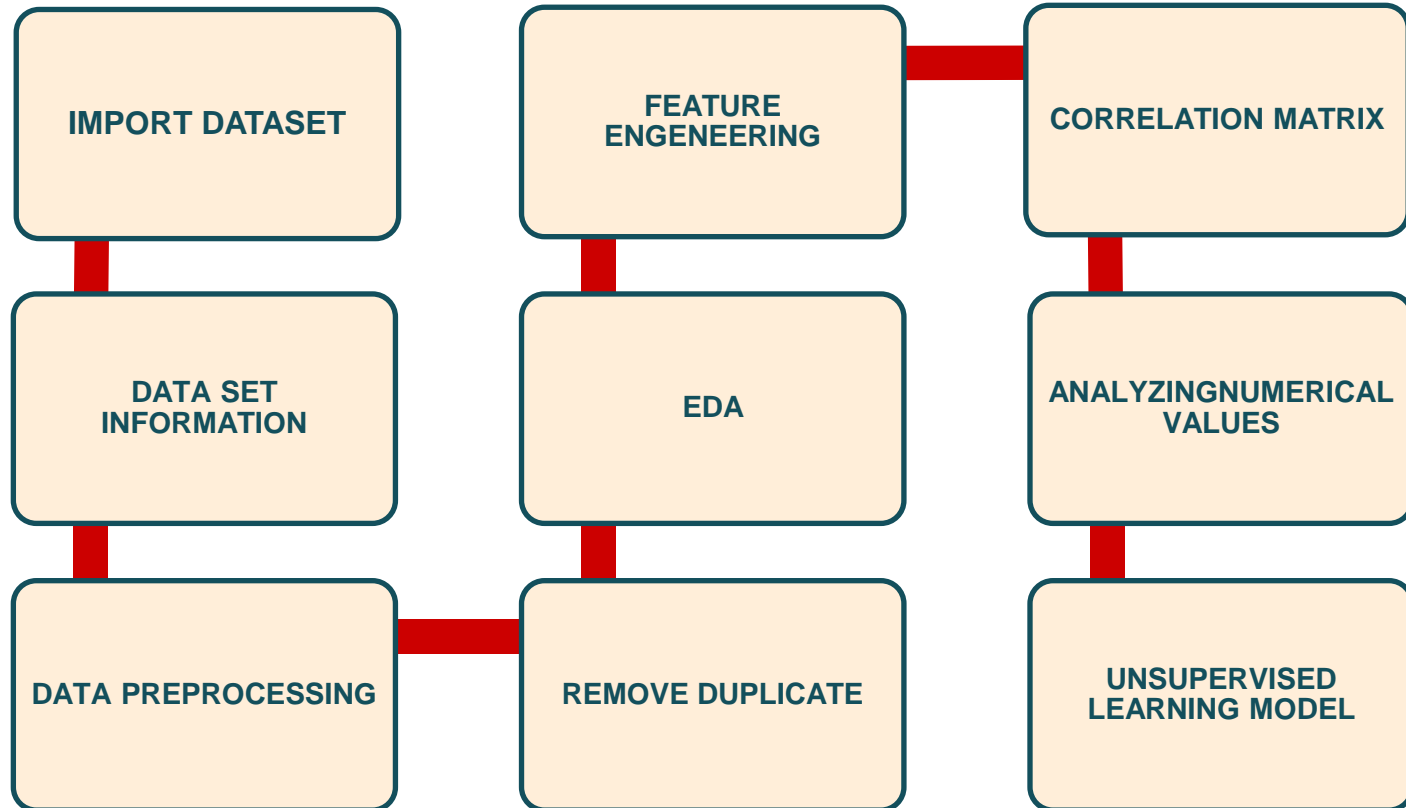 IMPORT DATASET
DATA SET
INFORMATION
DATA PREPROCESSING
REMOVE DUPLICATE
EDA
FEATURE
ENGENEERING
CORRELATION MATRIX
ANALYZINGNUMERICAL
VALUES
UNSUPERVISED
LEARNING MODEL